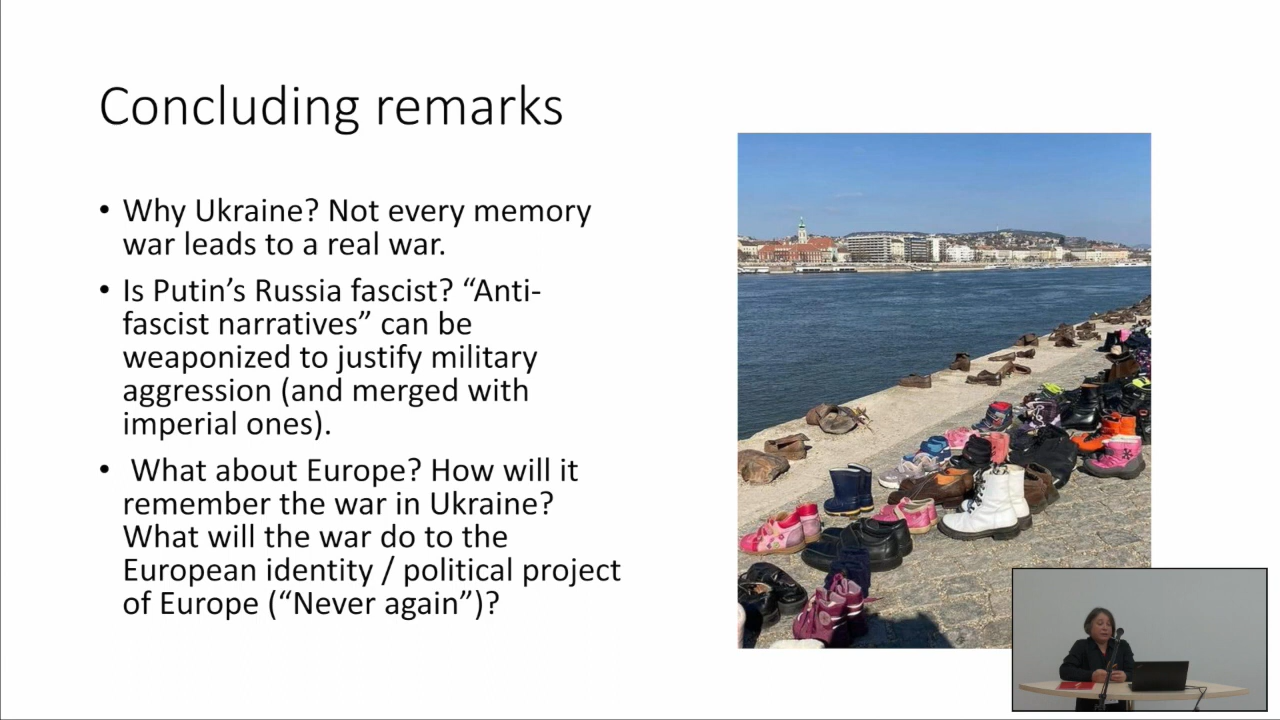 Concluding remarks
• Why Ukraine? Not every memory
war leads to a real war.
• Is Putin’s Russia fascist? “Anti-
fascist narratives” can be
weaponized to justify military
aggression (and merged with
imperial ones).
• What about Europe? How will it
remember the war in Ukraine?
What will the war do to the
European identity / political project
of Europe (“Never again”)?